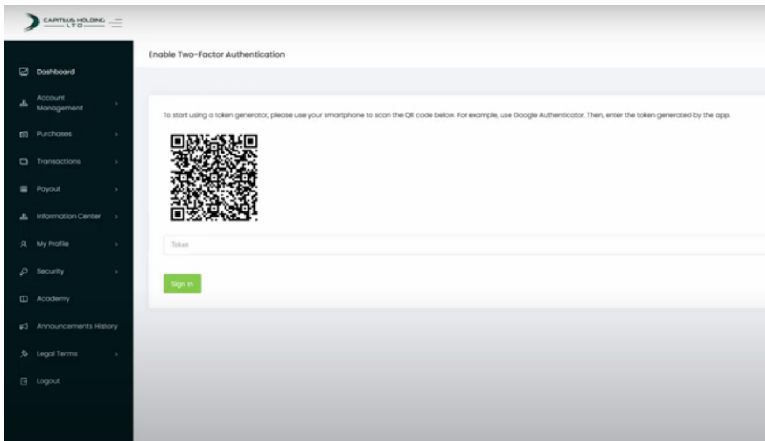 CAPITEUS HOLDING
LTD
Enable Two-Factor Authentication
Dashboard
Account
Management
Purchases
Transactions
Payout
Information Center
My Profile
Security
Academy
Announcements History
Legal Terms
Logout
To start using a token generator, please use your smartphone to scan the QR code below. For example, use Google Authenticator. Then, enter the token generated by the app.
Token
Sign In